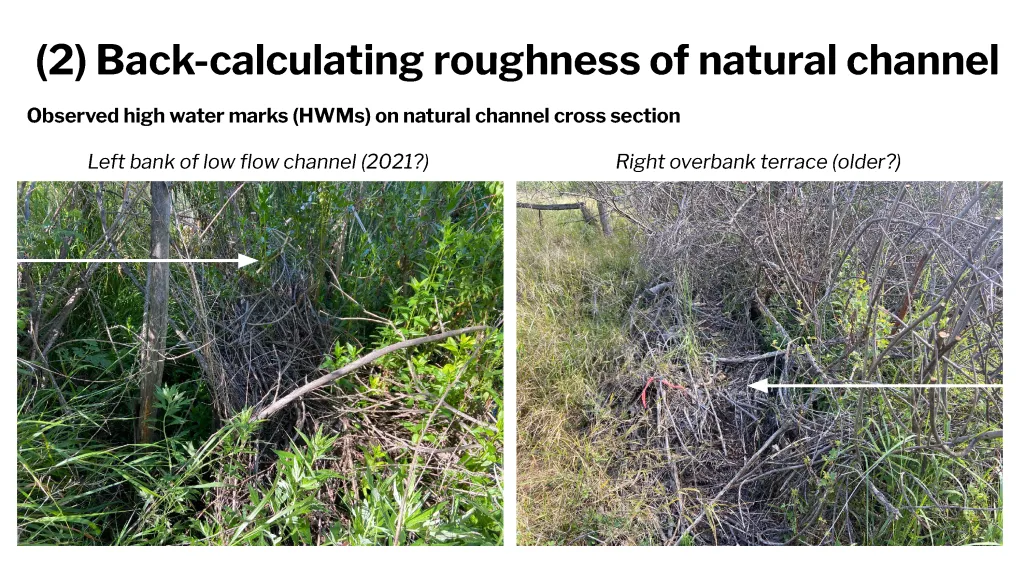 (2) Back-calculating roughness of natural channel
Observed high water marks (HWMs) on natural channel cross section
Left bank of low flow channel (2021?)
Right overbank terrace (older?)